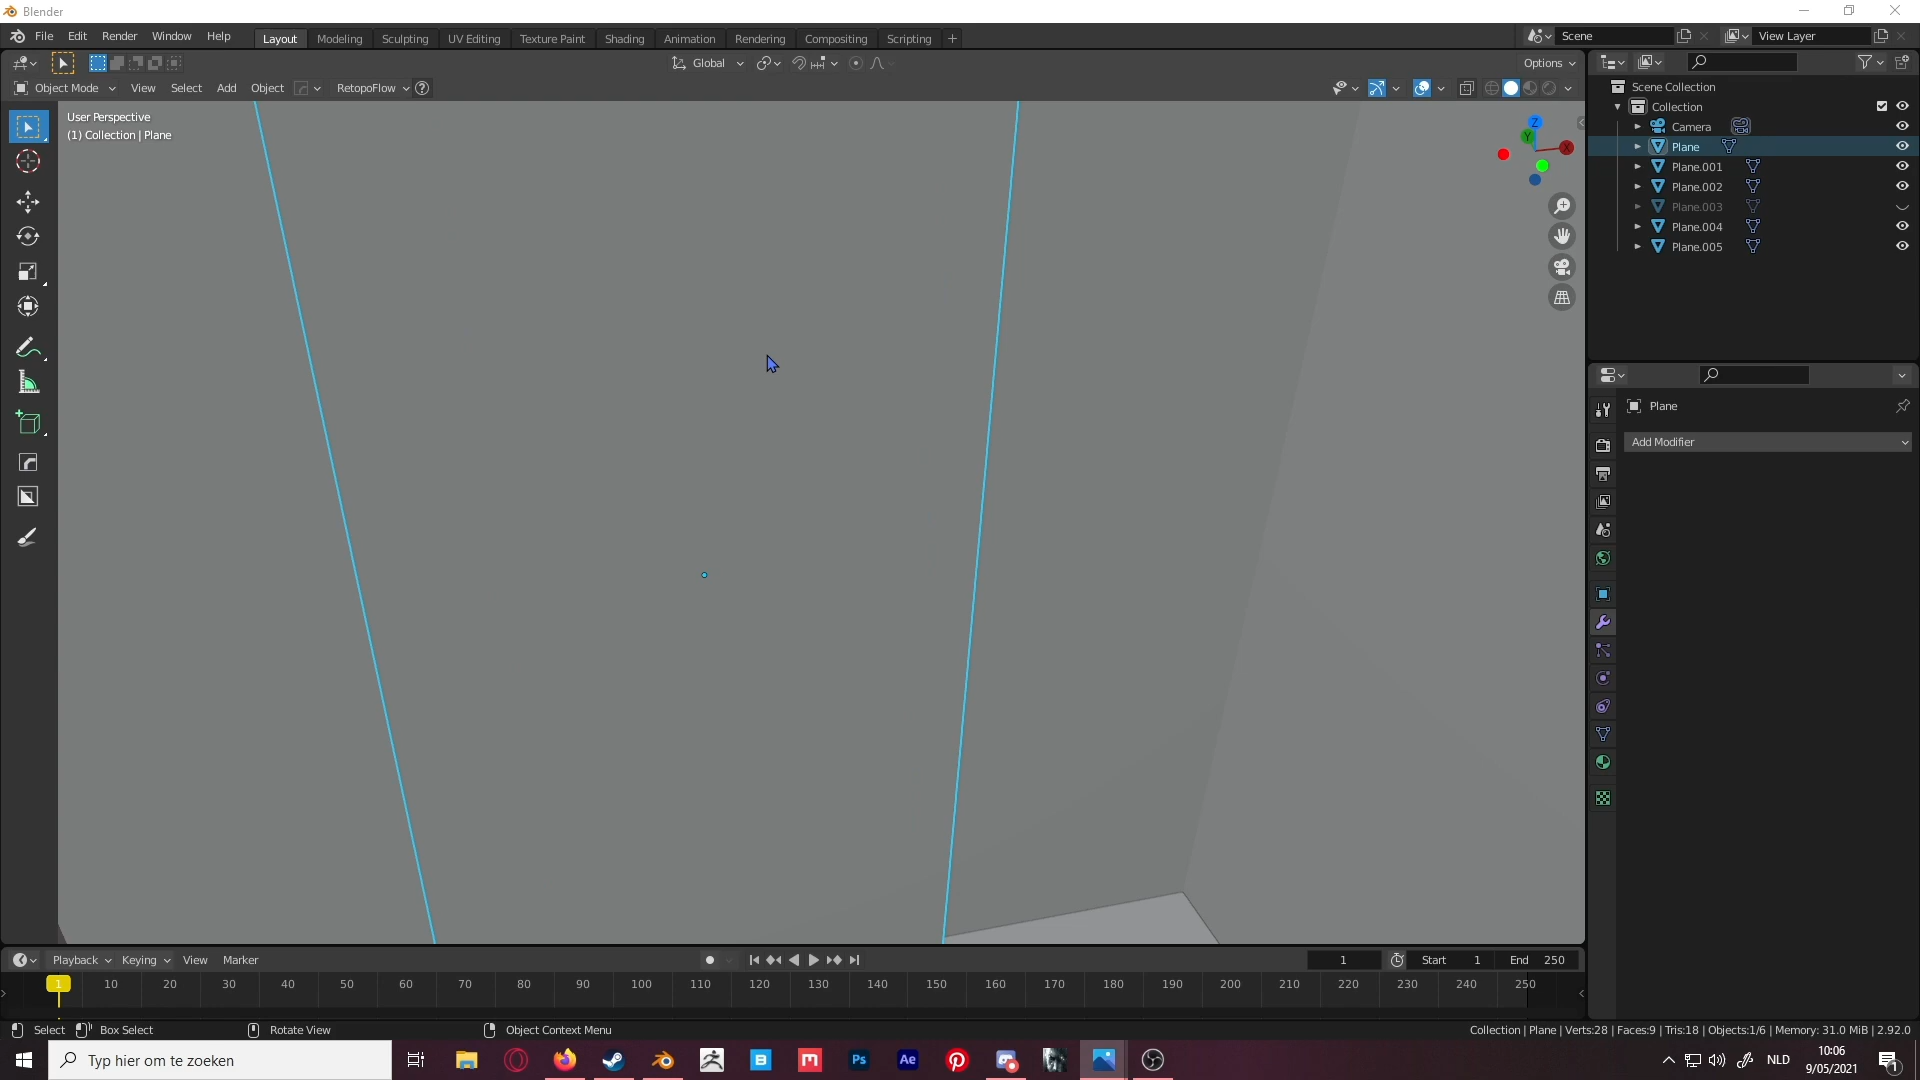 Blender
File Edit Render Window Help
Layout Modeling Sculpting UV Editing Texture Paint Shading Animation Rendering Compositing Scripting +
Scene
View Layer
Global
Options
Object Mode View Select Add Object RetopoFlow
User Perspective
(1) Collection | Plane
Z
Y
X
Scene Collection
Collection
Camera
Plane
Plane.001
Plane.002
Plane.003
Plane.004
Plane.005
Plane
Add Modifier
Playback Keying View Marker
1 Start 1 End 250
1 10 20 30 40 50 60 70 80 90 100 110 120 130 140 150 160 170 180 190 200 210 220 230 240 250
Select Box Select Rotate View Object Context Menu
Collection | Plane | Verts:28 | Faces:9 | Tris:18 | Objects:1/6 | Memory: 31.0 MiB | 2.92.0
Typ hier om te zoeken
B
M
Ps
Ae
NLD
10:06
9/05/2021
1